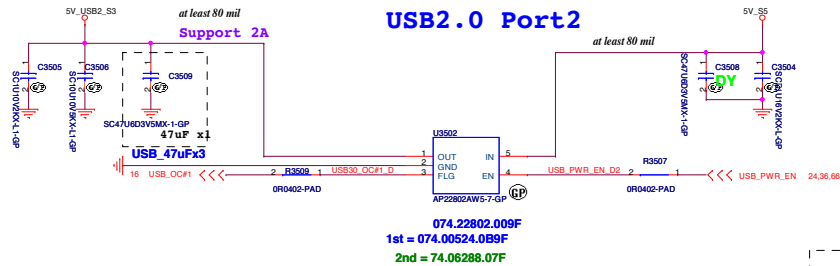 USB2.0 Port2
5V_USB2_S3
at least 80 mil
Support 2A
5V_S5
at least 80 mil
C3505
C3506
C3509
C3508
C3504
DY
SC1U10V2KX-L1-GP
SC10U10V5KX-L1-GP
SC47U6D3V5MX-1-GP
47uF x1
USB_47uFx3
SC47U6D3V5MX-1-GP
U3502
1 OUT IN 5
2 GND
3 FLG EN 4
AP22802AW5-7-GP
GP
16 USB_OC#1
2 R3509 1
USB30_OC#1_D
0R0402-PAD
USB_PWR_EN_D2
2 R3507 1
0R0402-PAD
USB_PWR_EN 24,36,66
074.22802.009F
1st = 074.00524.0B9F
2nd = 74.06288.07F